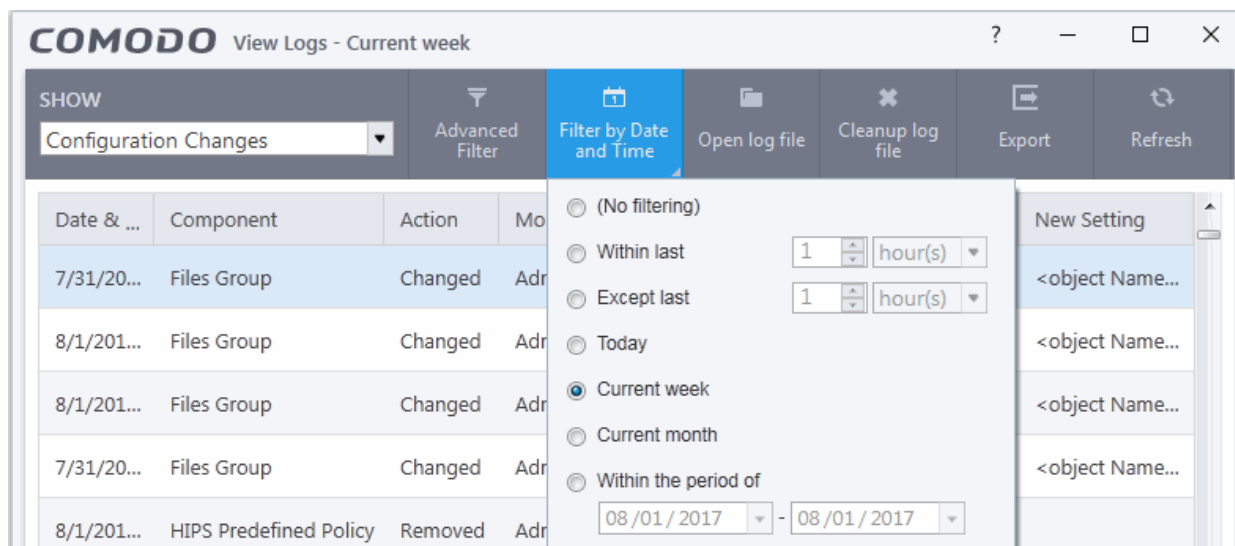 COMODO View Logs - Current week ?
SHOW
Configuration Changes
Advanced
Filter
1
Filter by Date
and Time
Open log file
Cleanup log
file
Export
Refresh
Date & ... Component Action Mo New Setting
(No filtering)
Within last 1 hour(s)
Except last 1 hour(s)
Today
Current week
Current month
Within the period of
08/01/2017 - 08/01/2017
7/31/20... Files Group Changed Adr <object Name...
8/1/201... Files Group Changed Adr <object Name...
8/1/201... Files Group Changed Adr <object Name...
7/31/20... Files Group Changed Adr <object Name...
8/1/201... HIPS Predefined Policy Removed Adr